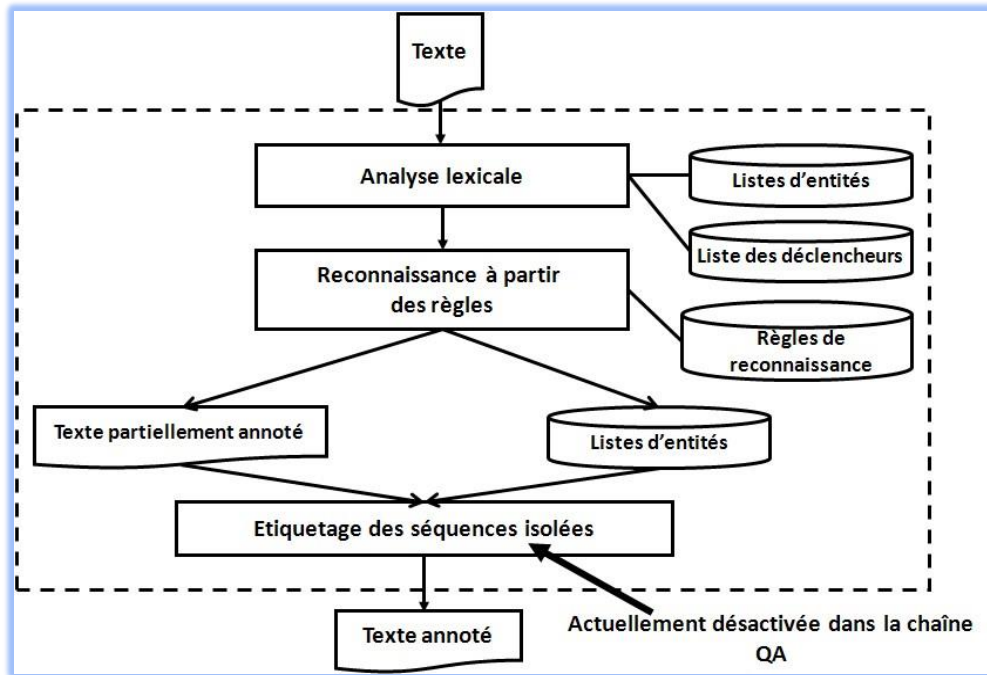 Texte
Analyse lexicale
Listes d'entités
Liste des déclencheurs
Reconnaissance à partir
des règles
Règles de
reconnaissance
Texte partiellement annoté
Listes d'entités
Etiquetage des séquences isolées
Texte annoté
Actuellement désactivée dans la chaîne
QA